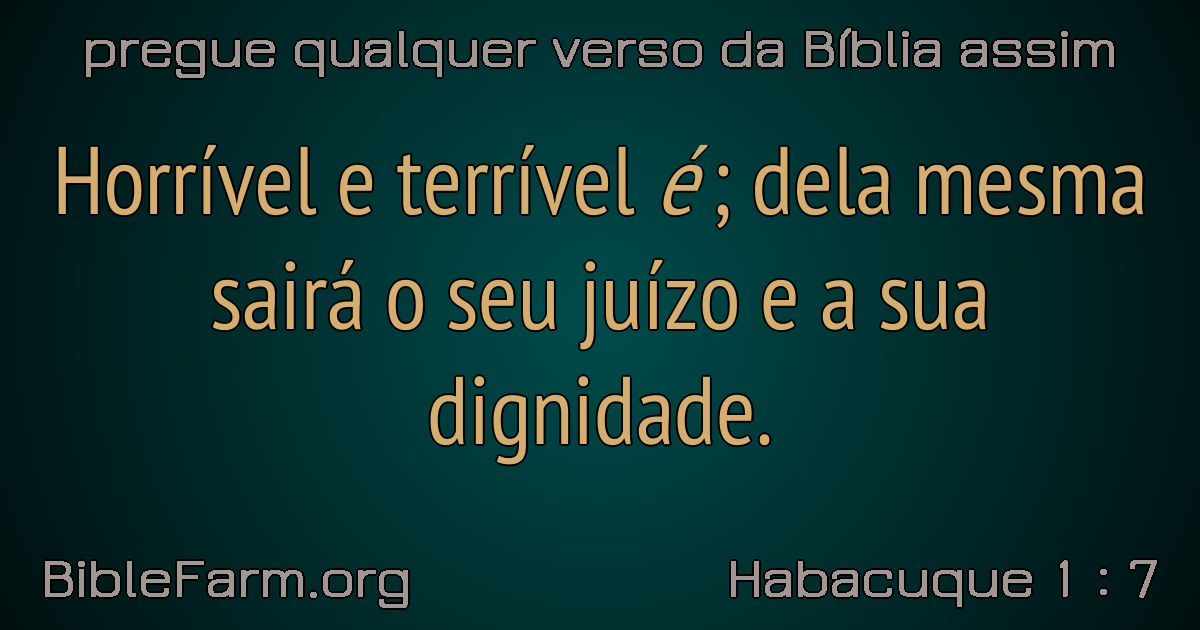 pregue qualquer verso da Bíblia assim
Horrível e terrível é; dela mesma
sairá o seu juízo e a sua
dignidade.
BibleFarm.org
Habacuque 1 : 7